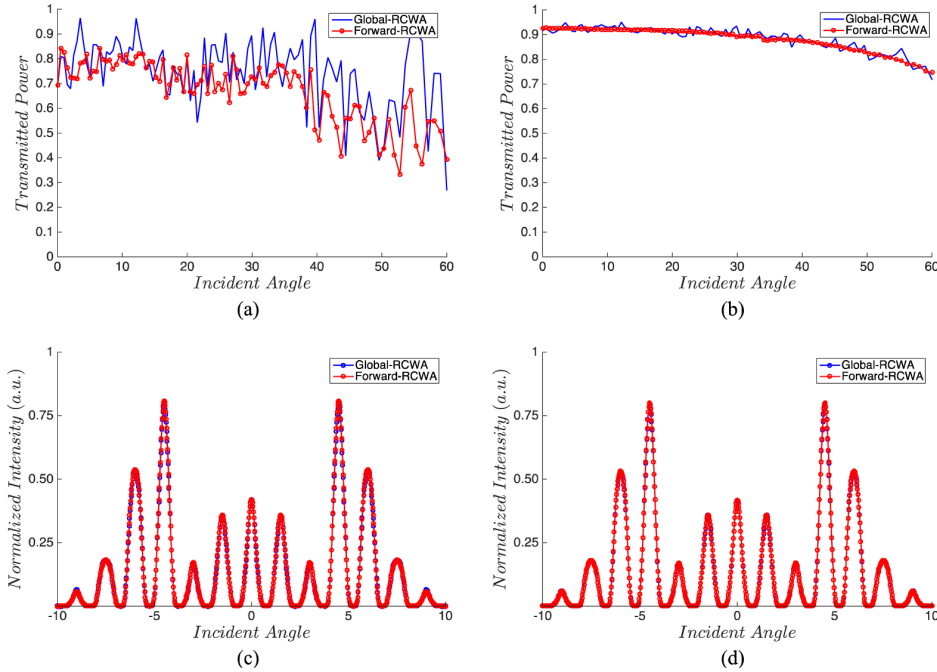 1
0.9
0.8
0.7
0.6
0.5
0.4
0.3
0.2
0.1
0
Transmitted Power
Global-RCWA
Forward-RCWA
0 10 20 30 40 50 60
Incident Angle
(a)
1
0.9
0.8
0.7
0.6
0.5
0.4
0.3
0.2
0.1
0
Transmitted Power
Global-RCWA
Forward-RCWA
0 10 20 30 40 50 60
Incident Angle
(b)
1
0.75
0.50
0.25
Normalized Intensity (a.u.)
Global-RCWA
Forward-RCWA
-10 -5 0 5 10
Incident Angle
(c)
1
0.75
0.50
0.25
Normalized Intensity (a.u.)
Global-RCWA
Forward-RCWA
-10 -5 0 5 10
Incident Angle
(d)